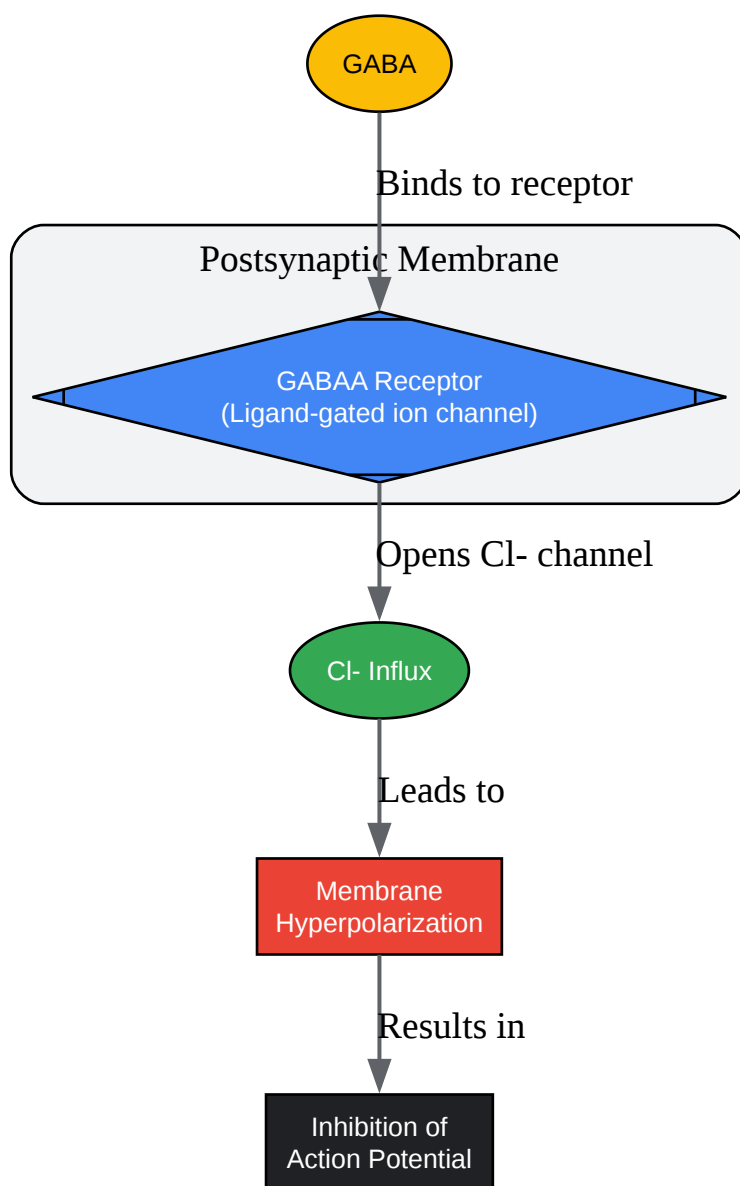 GABA
Binds to receptor
Postsynaptic Membrane
GABAA Receptor
(Ligand-gated ion channel)
Opens Cl- channel
Cl- Influx
Leads to
Membrane
Hyperpolarization
Results in
Inhibition of
Action Potential